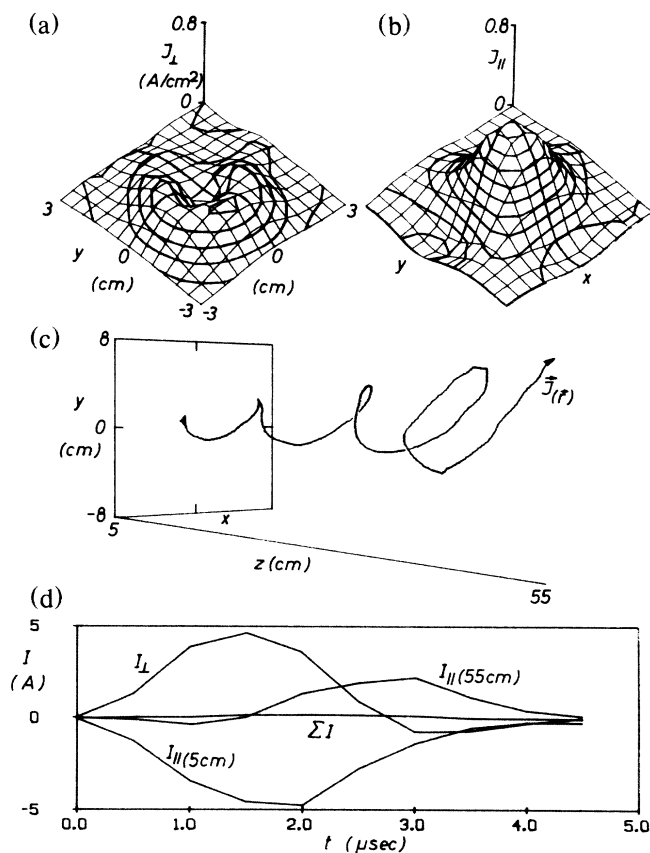 (a)
0.8
J⊥
(A/cm²)
0
3
y
0
(cm)
-3
-3
0
(cm)
3
(b)
0.8
J∥
0
y
x
(c)
8
y
0
(cm)
-8
5
x
z (cm)
55
J⃗(r⃗)
(d)
5
I
(A)
0
-5
I⊥
I∥(55cm)
ΣI
I∥(5cm)
0.0 1.0 2.0 3.0 4.0 5.0
t (μsec)